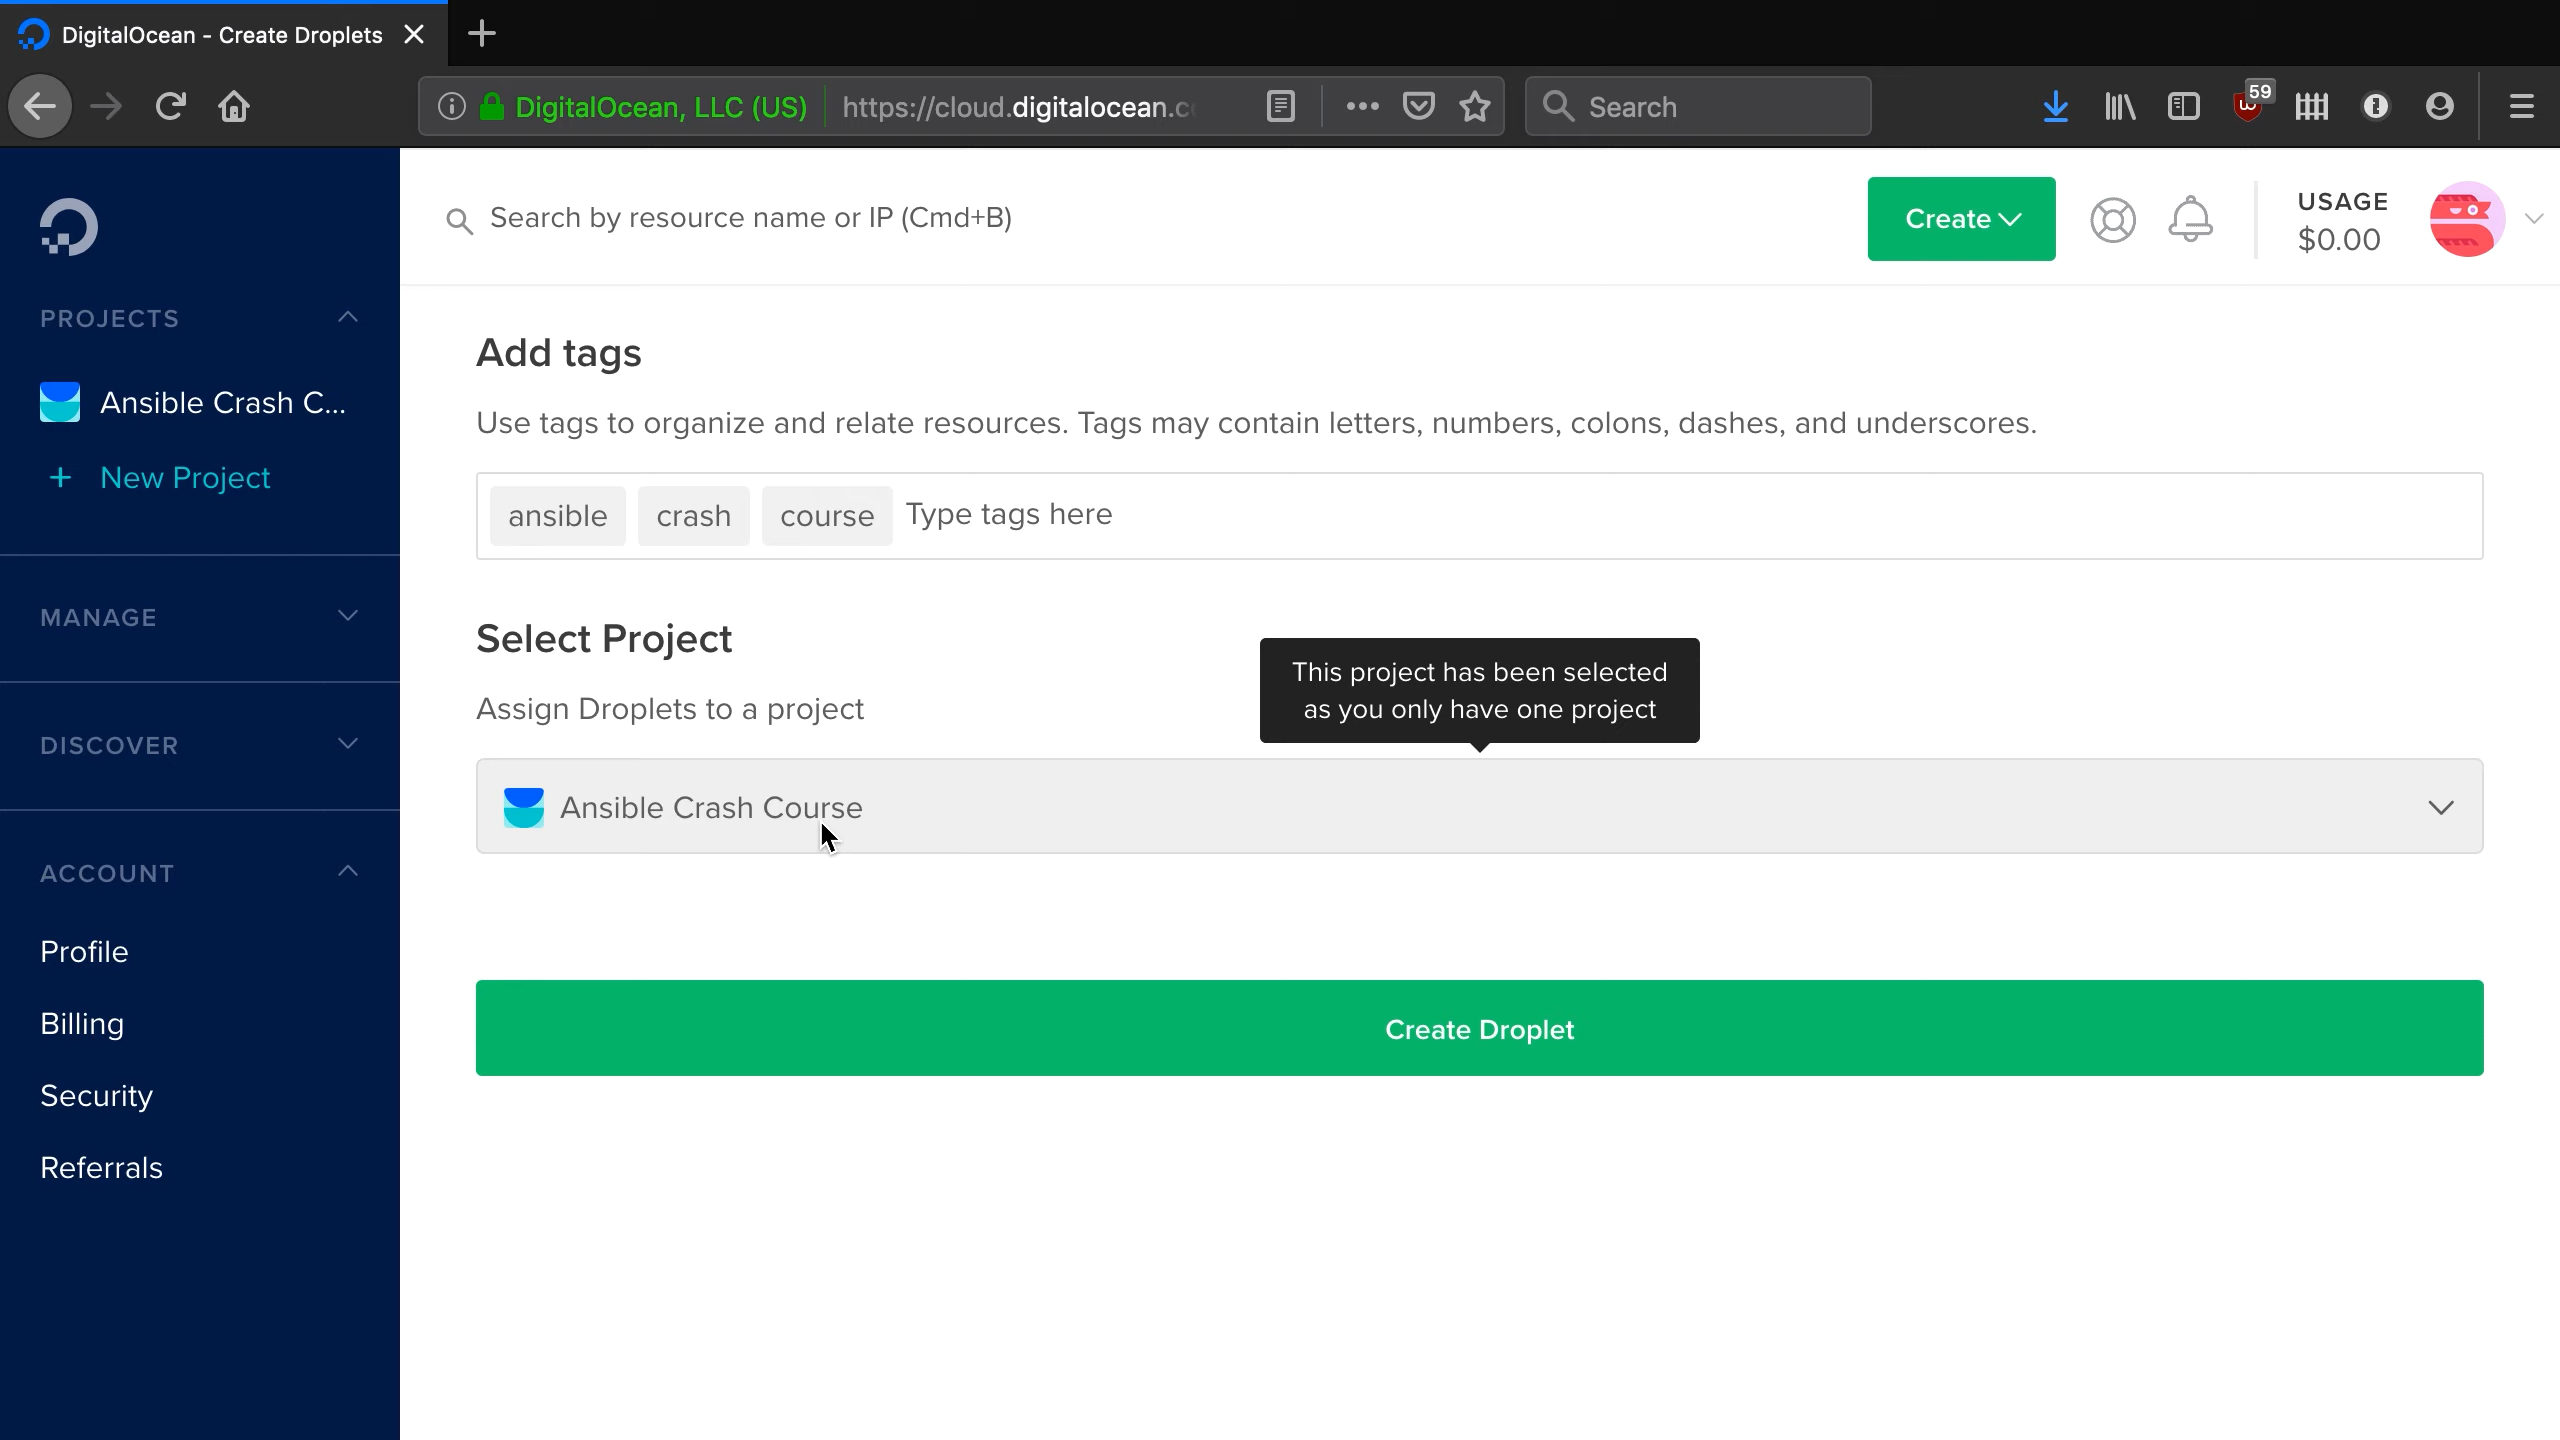 DigitalOcean - Create Droplets
DigitalOcean, LLC (US) https://cloud.digitalocean.c
Search
59
Search by resource name or IP (Cmd+B)
Create
USAGE
$0.00
PROJECTS
Ansible Crash C...
+ New Project
MANAGE
DISCOVER
ACCOUNT
Profile
Billing
Security
Referrals
Add tags
Use tags to organize and relate resources. Tags may contain letters, numbers, colons, dashes, and underscores.
ansible crash course Type tags here
Select Project
This project has been selected
as you only have one project
Assign Droplets to a project
Ansible Crash Course
Create Droplet